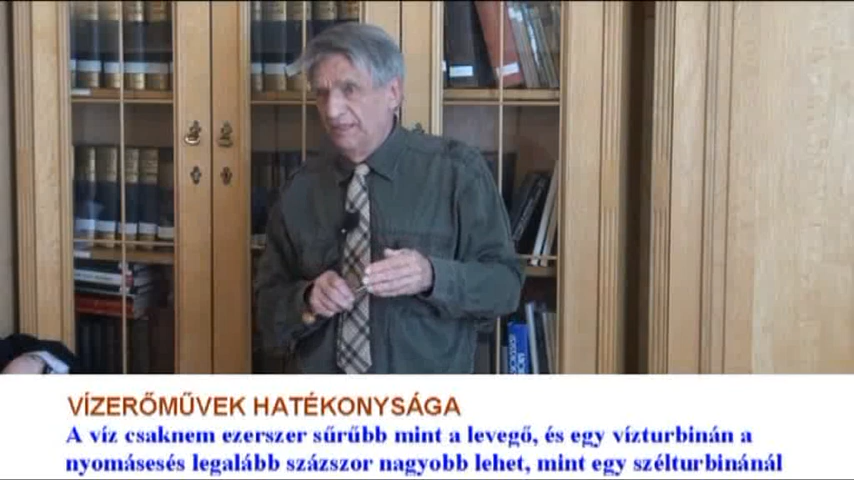 VÍZERŐMŰVEK HATÉKONYSÁGA
A víz csaknem ezerszer sűrűbb mint a levegő, és egy vízturbinán a
nyomásesés legalább százszor nagyobb lehet, mint egy szélturbinánál